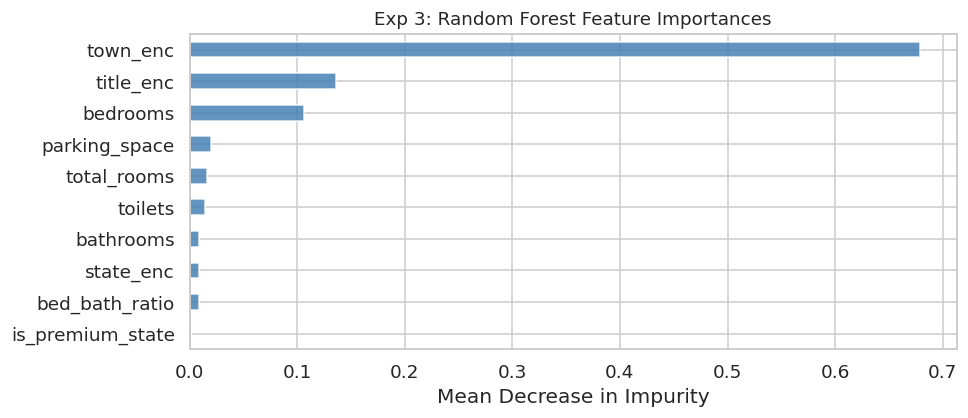 Exp 3: Random Forest Feature Importances
town_enc
title_enc
bedrooms
parking_space
total_rooms
toilets
bathrooms
state_enc
bed_bath_ratio
is_premium_state
0.0 0.1 0.2 0.3 0.4 0.5 0.6 0.7
Mean Decrease in Impurity